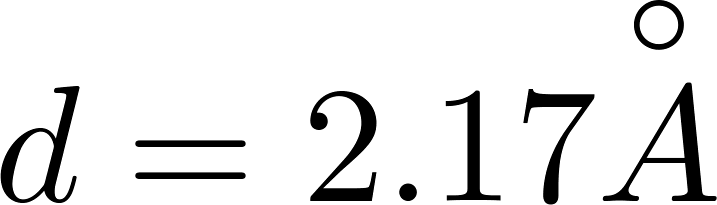 d = 2.17Å